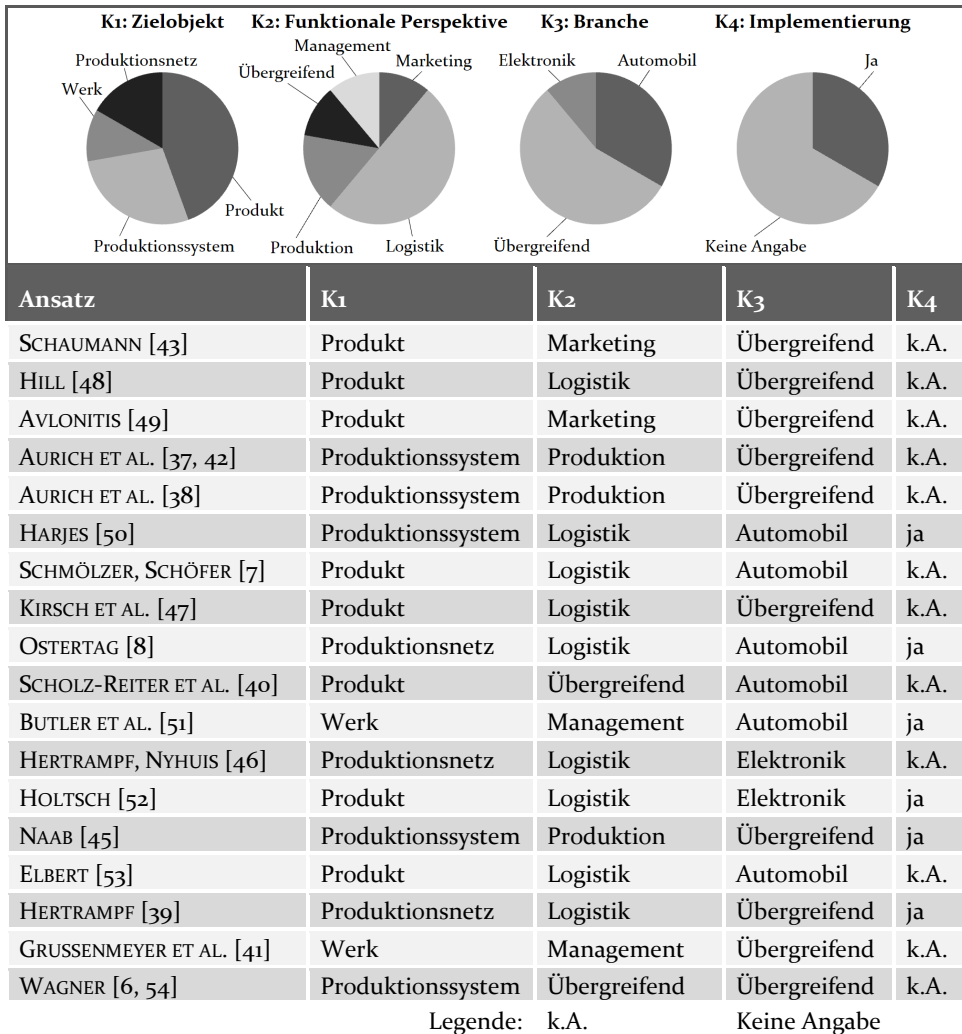 K1: Zielobjekt K2: Funktionale Perspektive K3: Branche K4: Implementierung
Produktionsnetz
Werk
Produkt
Produktionssystem
Management
Marketing
Übergreifend
Produktion
Logistik
Elektronik
Automobil
Übergreifend
Ja
Keine Angabe
Ansatz K1 K2 K3 K4
SCHAUMANN [43] Produkt Marketing Übergreifend k.A.
HILL [48] Produkt Logistik Übergreifend k.A.
AVLONITIS [49] Produkt Marketing Übergreifend k.A.
AURICH ET AL. [37, 42] Produktionssystem Produktion Übergreifend k.A.
AURICH ET AL. [38] Produktionssystem Produktion Übergreifend k.A.
HARJES [50] Produktionssystem Logistik Automobil ja
SCHMÖLZER, SCHÖFER [7] Produkt Logistik Automobil k.A.
KIRSCH ET AL. [47] Produkt Logistik Übergreifend k.A.
OSTERTAG [8] Produktionsnetz Logistik Automobil ja
SCHOLZ-REITER ET AL. [40] Produkt Übergreifend Automobil k.A.
BUTLER ET AL. [51] Werk Management Automobil ja
HERTRAMPF, NYHUIS [46] Produktionsnetz Logistik Elektronik k.A.
HOLTSCH [52] Produkt Logistik Elektronik ja
NAAB [45] Produktionssystem Produktion Übergreifend ja
ELBERT [53] Produkt Logistik Automobil k.A.
HERTRAMPF [39] Produktionsnetz Logistik Übergreifend ja
GRUSSENMEYER ET AL. [41] Werk Management Übergreifend k.A.
WAGNER [6, 54] Produktionssystem Übergreifend Übergreifend k.A.
Legende: k.A. Keine Angabe